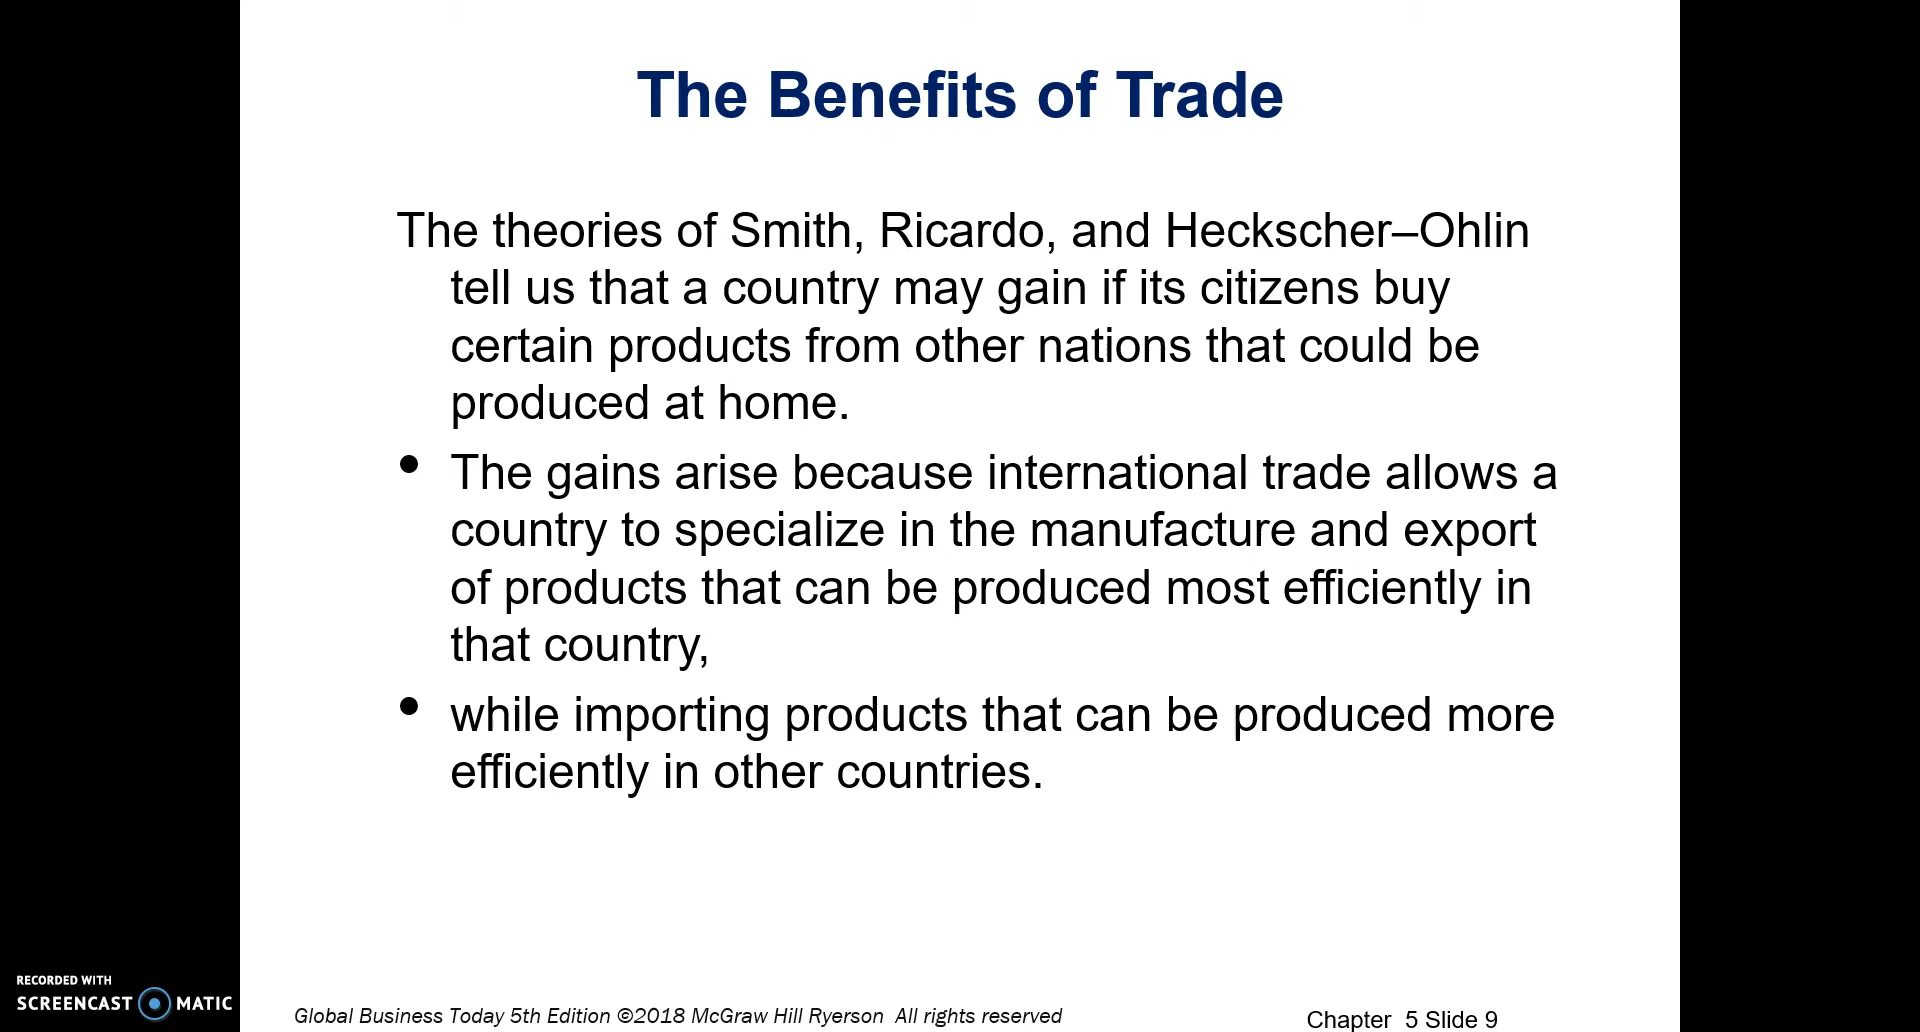 The Benefits of Trade
The theories of Smith, Ricardo, and Heckscher–Ohlin
tell us that a country may gain if its citizens buy
certain products from other nations that could be
produced at home.
• The gains arise because international trade allows a
country to specialize in the manufacture and export
of products that can be produced most efficiently in
that country,
• while importing products that can be produced more
efficiently in other countries.
RECORDED WITH
SCREENCAST MATIC
Global Business Today 5th Edition ©2018 McGraw Hill Ryerson All rights reserved
Chapter 5 Slide 9